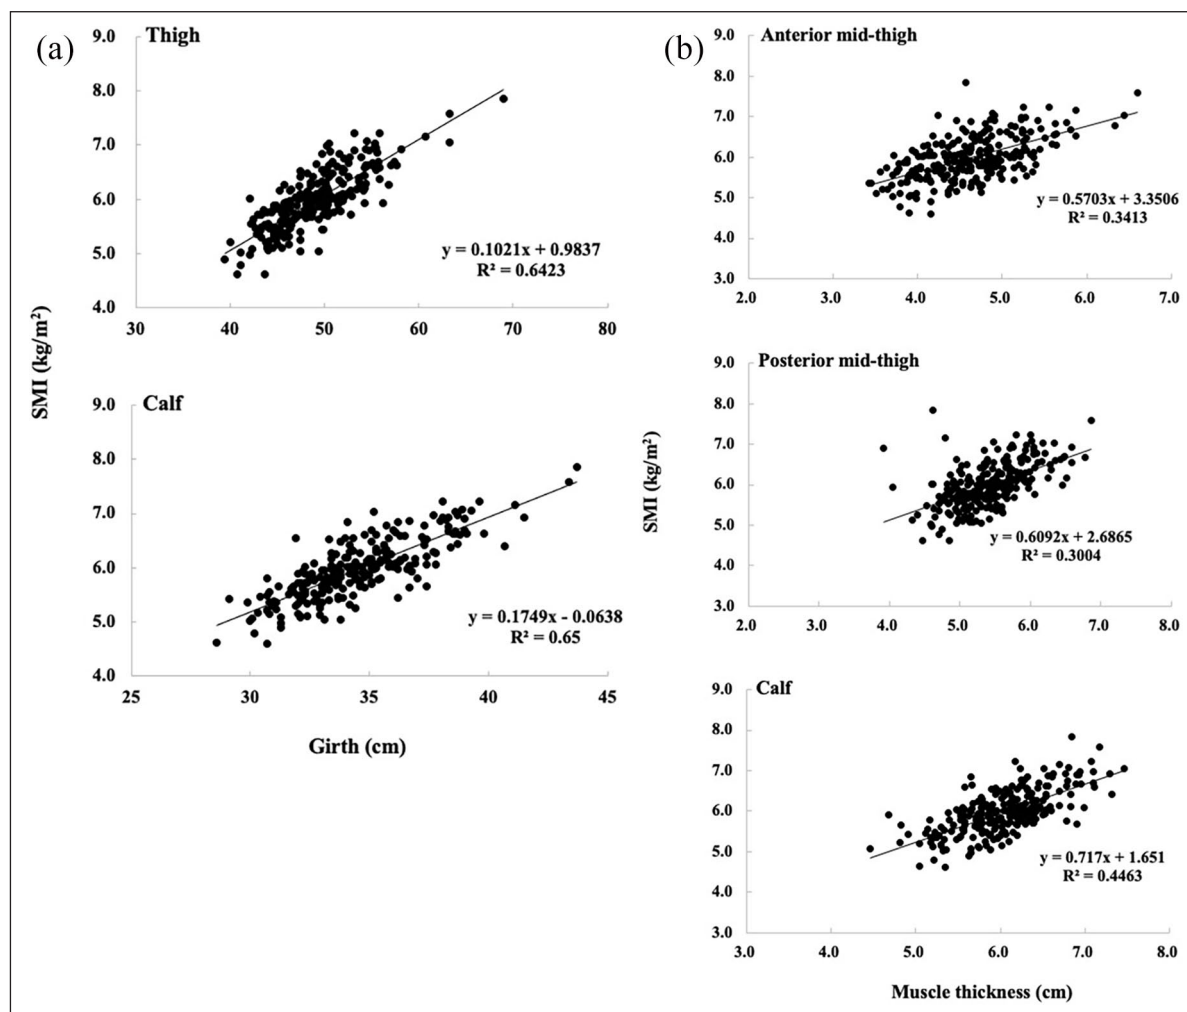 (a)
Thigh
9.0
8.0
7.0
6.0
5.0
4.0
y = 0.1021x + 0.9837
R² = 0.6423
30 40 50 60 70 80
SMI (kg/m²)
Calf
9.0
8.0
7.0
6.0
5.0
4.0
y = 0.1749x - 0.0638
R² = 0.65
25 30 35 40 45
Girth (cm)
(b)
Anterior mid-thigh
9.0
8.0
7.0
6.0
5.0
4.0
3.0
y = 0.5703x + 3.3506
R² = 0.3413
2.0 3.0 4.0 5.0 6.0 7.0
Posterior mid-thigh
9.0
8.0
7.0
6.0
5.0
4.0
3.0
y = 0.6092x + 2.6865
R² = 0.3004
2.0 3.0 4.0 5.0 6.0 7.0 8.0
SMI (kg/m²)
Calf
9.0
8.0
7.0
6.0
5.0
4.0
3.0
y = 0.717x + 1.651
R² = 0.4463
3.0 4.0 5.0 6.0 7.0 8.0
Muscle thickness (cm)